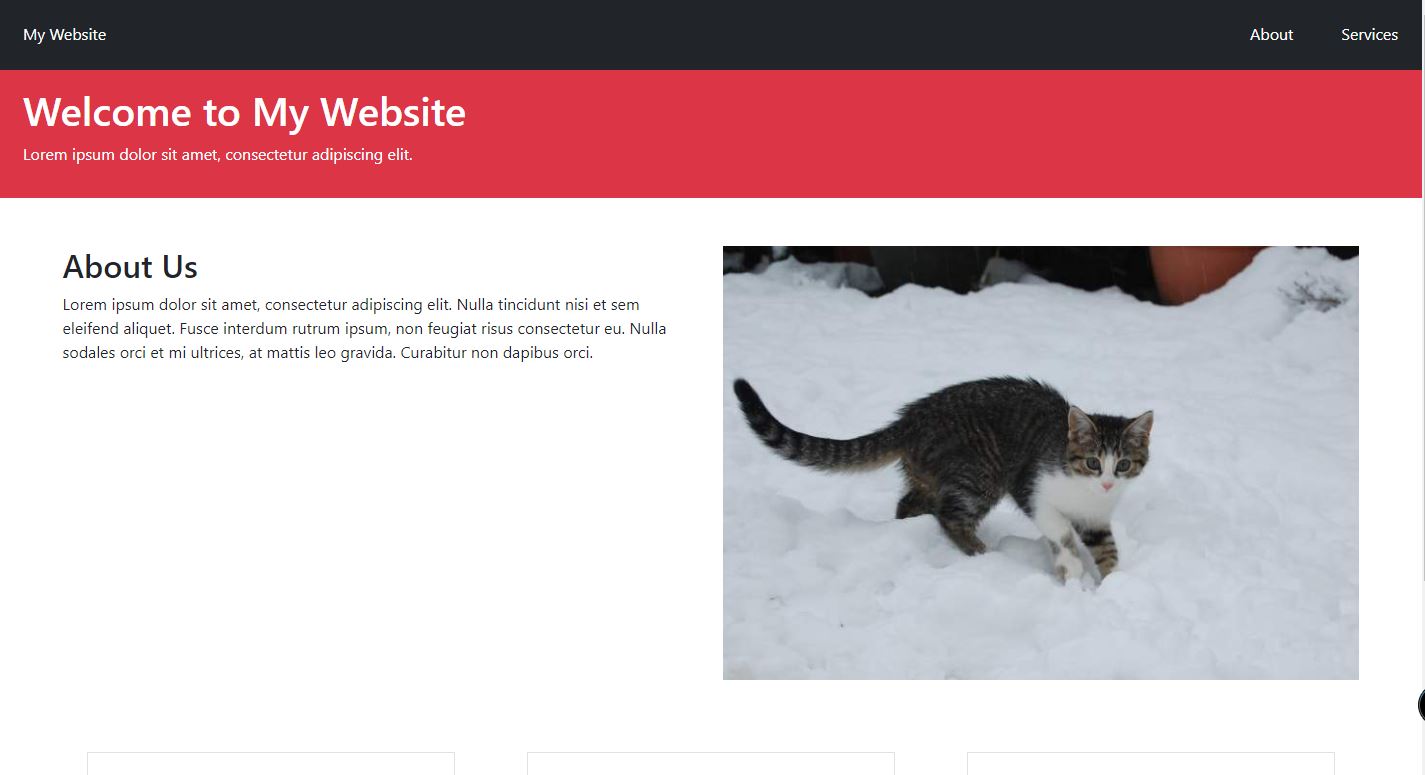 My Website
About
Services
Welcome to My Website
Lorem ipsum dolor sit amet, consectetur adipiscing elit.
About Us
Lorem ipsum dolor sit amet, consectetur adipiscing elit. Nulla tincidunt nisi et sem
eleifend aliquet. Fusce interdum rutrum ipsum, non feugiat risus consectetur eu. Nulla
sodales orci et mi ultrices, at mattis leo gravida. Curabitur non dapibus orci.